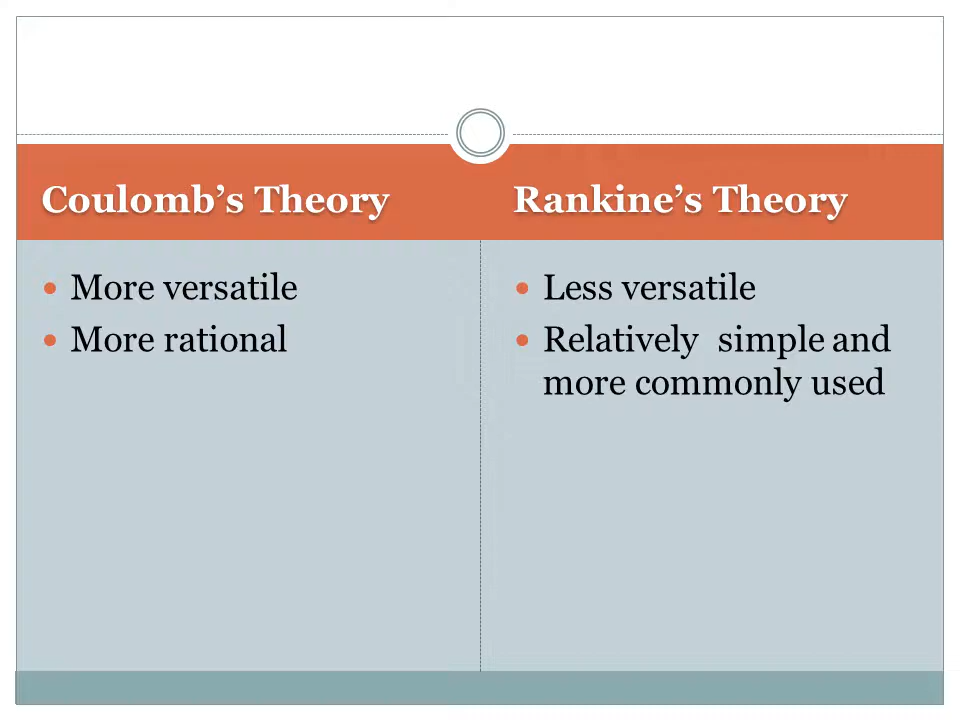 Coulomb’s Theory
More versatile
More rational
Rankine’s Theory
Less versatile
Relatively simple and
more commonly used